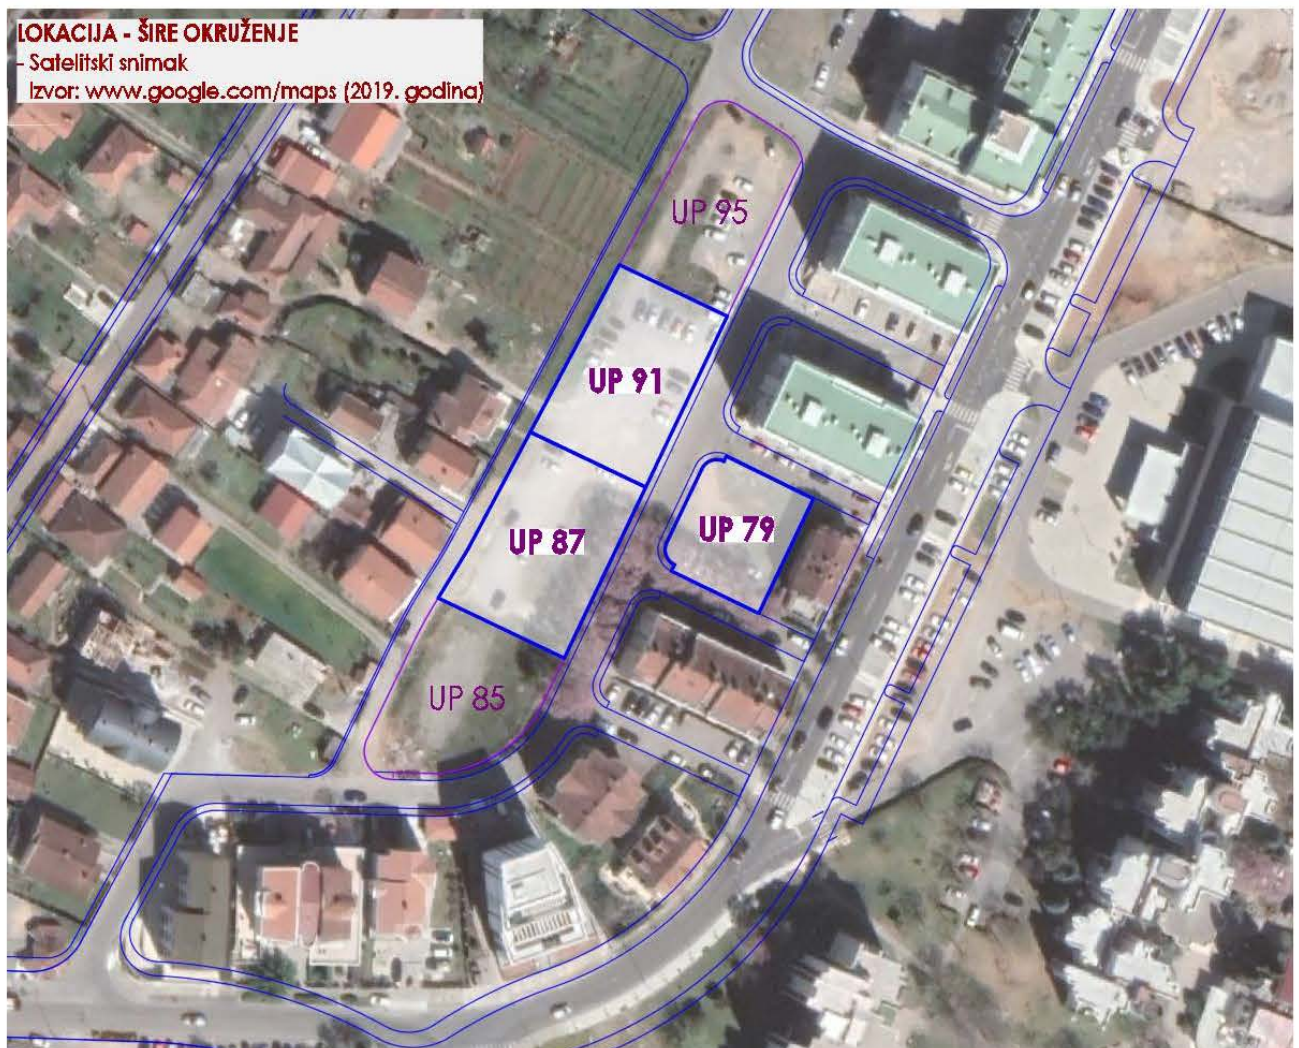 LOKACIJA - ŠIRE OKRUŽENJE
- Satelitski snimak
Izvor: www.google.com/maps (2019. godina)
UP 95
UP 91
UP 87
UP 79
UP 85